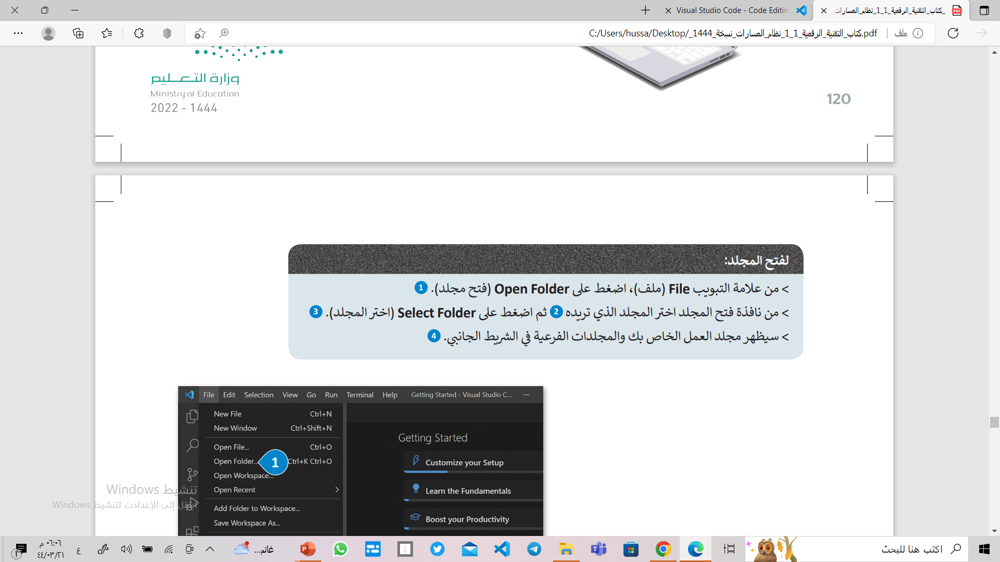 كتاب_التقنية_الرقمية_1_1_نظام_المسارات_
Visual Studio Code - Code Editin
ملف
C:/Users/hussa/Desktop/_1444_كتاب_التقنية_الرقمية_1_1_نظام_المسارات_نسخة.pdf
وزارة التعليم
Ministry of Education
2022 - 1444
120
لفتح المجلد:
> من علامة التبويب File (ملف)، اضغط على Open Folder (فتح مجلد). 1
> من نافذة فتح المجلد اختر المجلد الذي تريده 2 ثم اضغط على Select Folder (اختر المجلد). 3
> سيظهر مجلد العمل الخاص بك والمجلدات الفرعية في الشريط الجانبي. 4
File Edit Selection View Go Run Terminal Help Getting Started - Visual Studio C...
New File Ctrl+N
New Window Ctrl+Shift+N
Open File... Ctrl+O
Open Folder... 1 Ctrl+K Ctrl+O
Open Workspace...
Open Recent
Add Folder to Workspace...
Save Workspace As...
Getting Started
Customize your Setup
Learn the Fundamentals
Boost your Productivity
تنشيط Windows
انتقل إلى الإعدادت لتنشيط Windows.
اكتب هنا للبحث
غائم...
ع
٠٦:٠٦ م
٤٤/٠٣/٢١